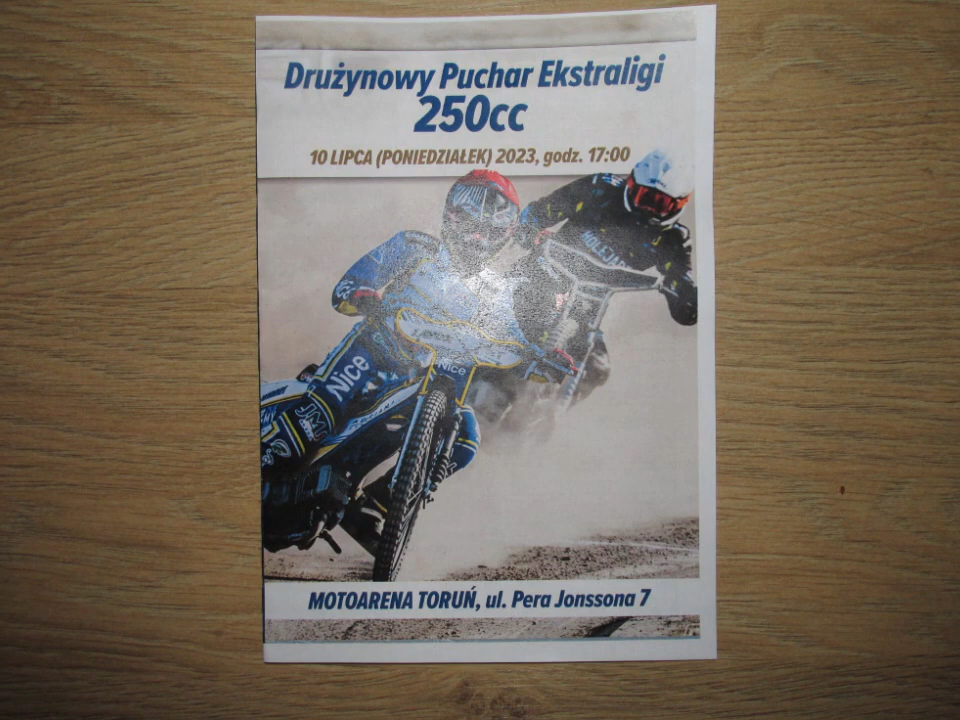 Drużynowy Puchar Ekstraligi
250cc
10 LIPCA (PONIEDZIAŁEK) 2023, godz. 17:00
Nice
Nice
MOTOARENA TORUŃ, ul. Pera Jonssona 7